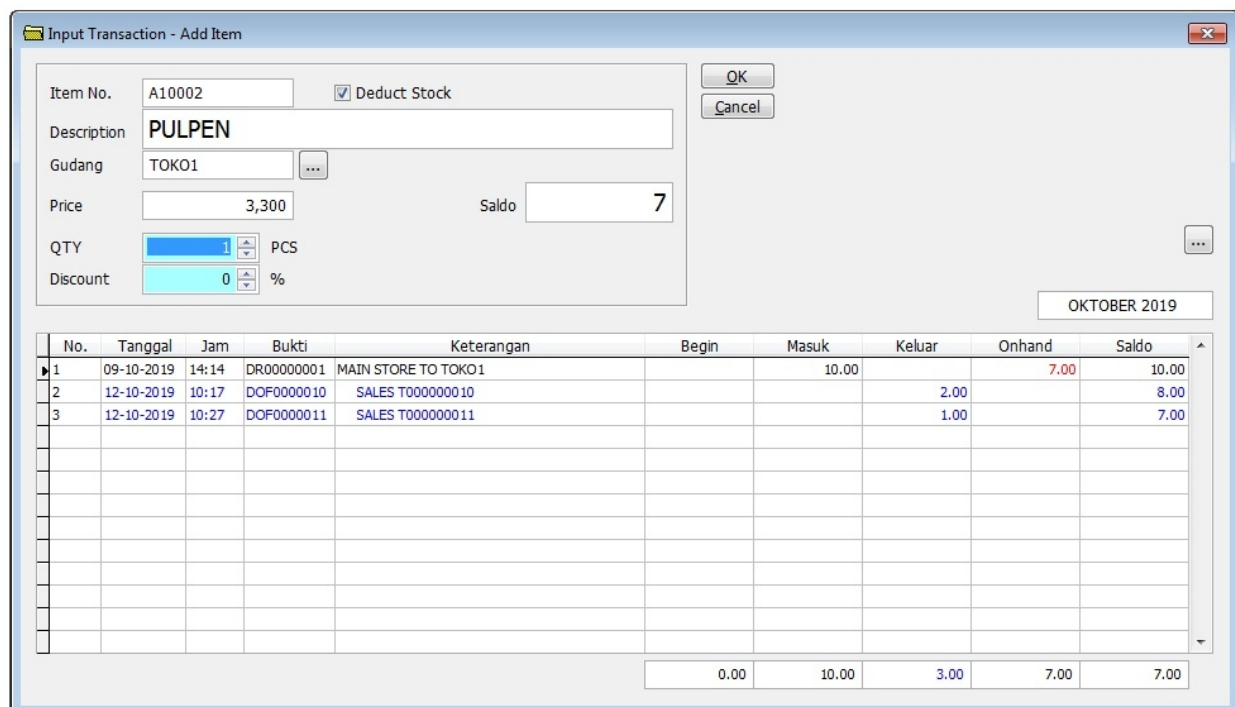 Input Transaction - Add Item
Item No. A10002 Deduct Stock OK
Cancel
Description PULPEN
Gudang TOKO1 ...
Price 3,300 Saldo 7
QTY 1 PCS ...
Discount 0 %
OKTOBER 2019
No. Tanggal Jam Bukti Keterangan Begin Masuk Keluar Onhand Saldo
1 09-10-2019 14:14 DR00000001 MAIN STORE TO TOKO1 10.00 7.00 10.00
2 12-10-2019 10:17 DOF0000010 SALES T000000010 2.00 8.00
3 12-10-2019 10:27 DOF0000011 SALES T000000011 1.00 7.00
0.00 10.00 3.00 7.00 7.00